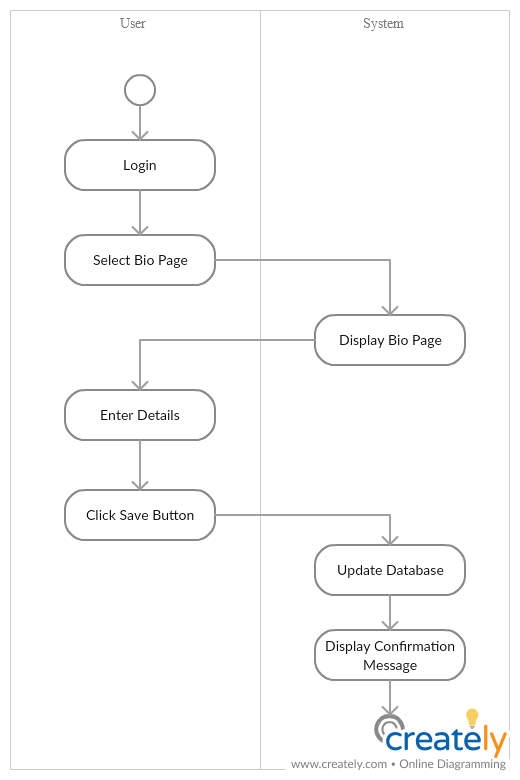 User
System
Login
Select Bio Page
Display Bio Page
Enter Details
Click Save Button
Update Database
Display Confirmation
Message
creately
www.creately.com • Online Diagramming